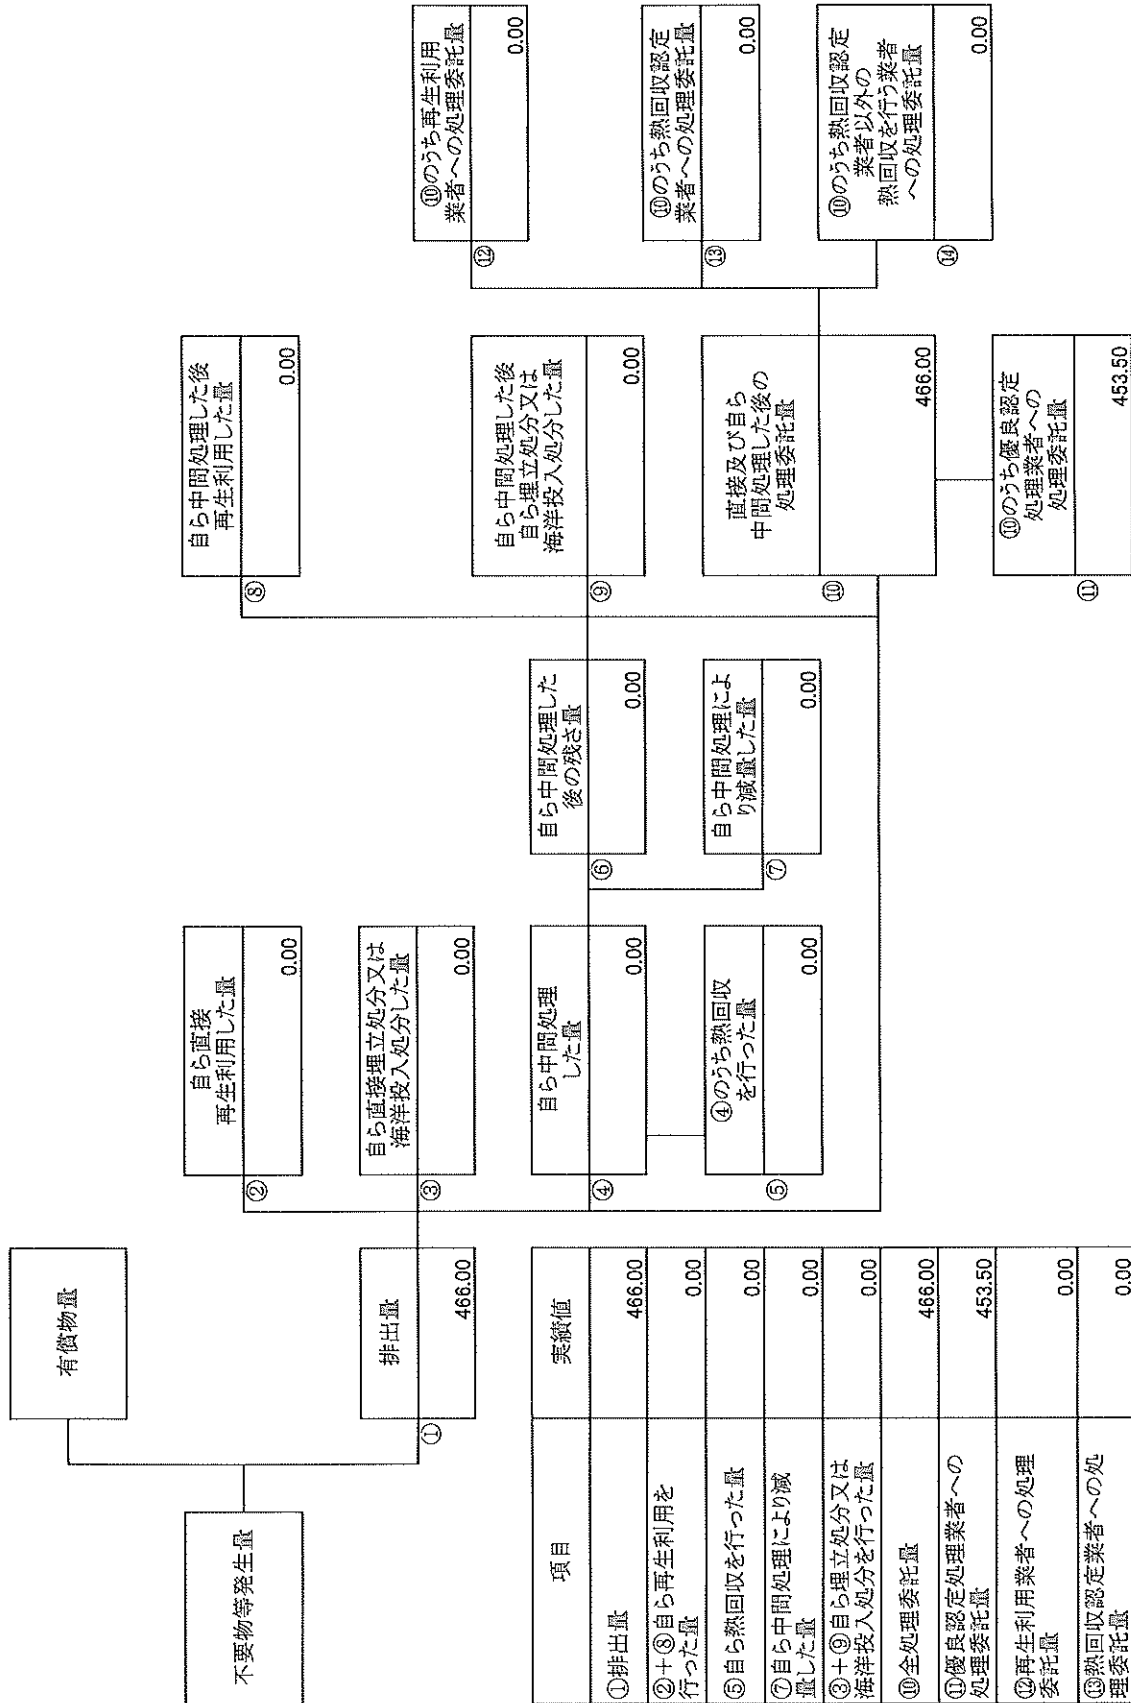 有償物量
不要物等発生量
排出量
①
466.00
自ら直接
再生利用した量
②
0.00
自ら直接埋立処分又は
海洋投入処分した量
③
0.00
自ら中間処理
した量
④
0.00
④のうち熱回収
を行った量
⑤
0.00
自ら中間処理した
後の残さ量
⑥
0.00
自ら中間処理によ
り減量した量
⑦
0.00
自ら中間処理した後
再生利用した量
⑧
0.00
自ら中間処理した後
自ら埋立処分又は
海洋投入処分した量
⑨
0.00
直接及び自ら
中間処理した後の
処理委託量
⑩
466.00
⑩のうち優良認定
処理業者への
処理委託量
⑪
453.50
⑩のうち再生利用
業者への処理委託量
⑫
0.00
⑩のうち熱回収認定
業者への処理委託量
⑬
0.00
⑩のうち熱回収認定
業者以外の
熱回収を行う業者
への処理委託量
⑭
0.00
項目
実績値
①排出量
466.00
②+⑧自ら再生利用を
行った量
0.00
⑤自ら熱回収を行った量
0.00
⑦自ら中間処理により減
量した量
0.00
③+⑨自ら埋立処分又は
海洋投入処分を行った量
0.00
⑩全処理委託量
466.00
⑪優良認定処理業者への
処理委託量
453.50
⑫再生利用業者への処理
委託量
0.00
⑬熱回収認定業者への処
理委託量
0.00